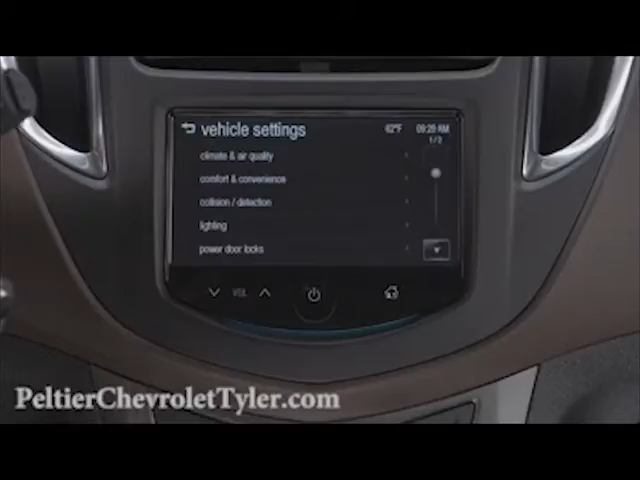 vehicle settings 62°F 09:29 AM
1/2
climate & air quality
comfort & convenience
collision / detection
lighting
power door locks
VOL
PeltierChevroletTyler.com